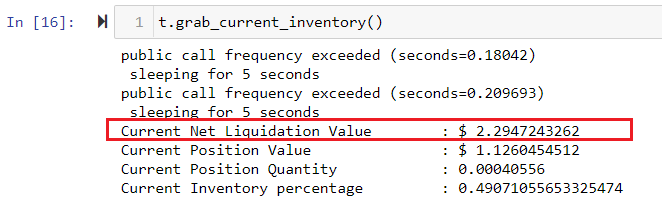 In [16]: 1 t.grab_current_inventory()
public call frequency exceeded (seconds=0.18042)
sleeping for 5 seconds
public call frequency exceeded (seconds=0.209693)
sleeping for 5 seconds
Current Net Liquidation Value : $ 2.2947243262
Current Position Value : $ 1.1260454512
Current Position Quantity : 0.00040556
Current Inventory percentage : 0.49071055653325474